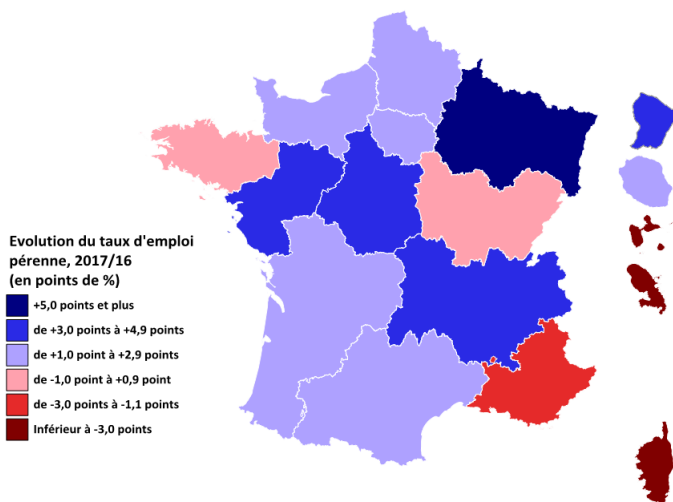 Evolution du taux d'emploi
pérenne, 2017/16
(en points de %)
+5,0 points et plus
de +3,0 points à +4,9 points
de +1,0 point à +2,9 points
de -1,0 point à +0,9 point
de -3,0 points à -1,1 points
Inférieur à -3,0 points